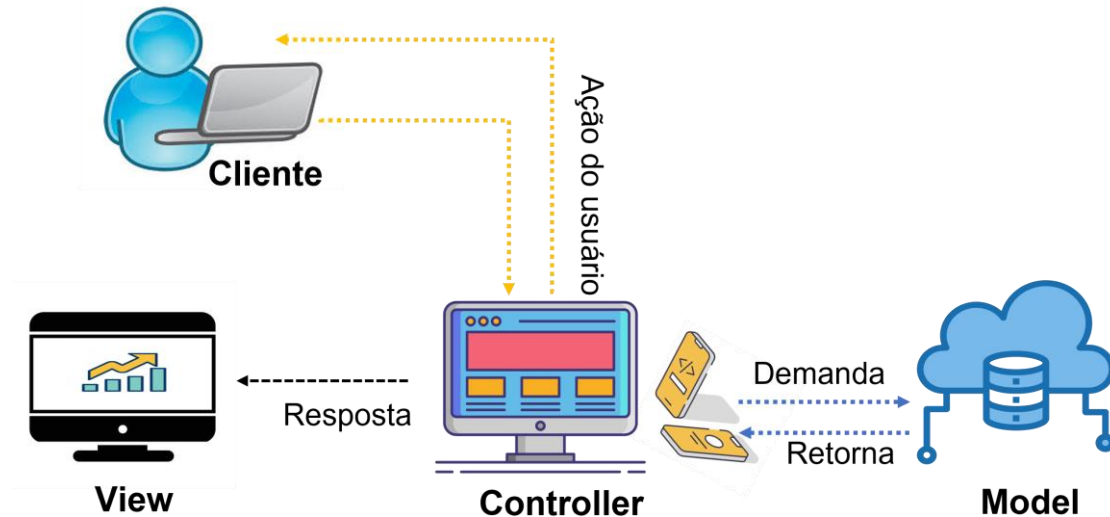 Cliente
Ação do usuário
Demanda
Resposta
Retorna
View
Controller
Model